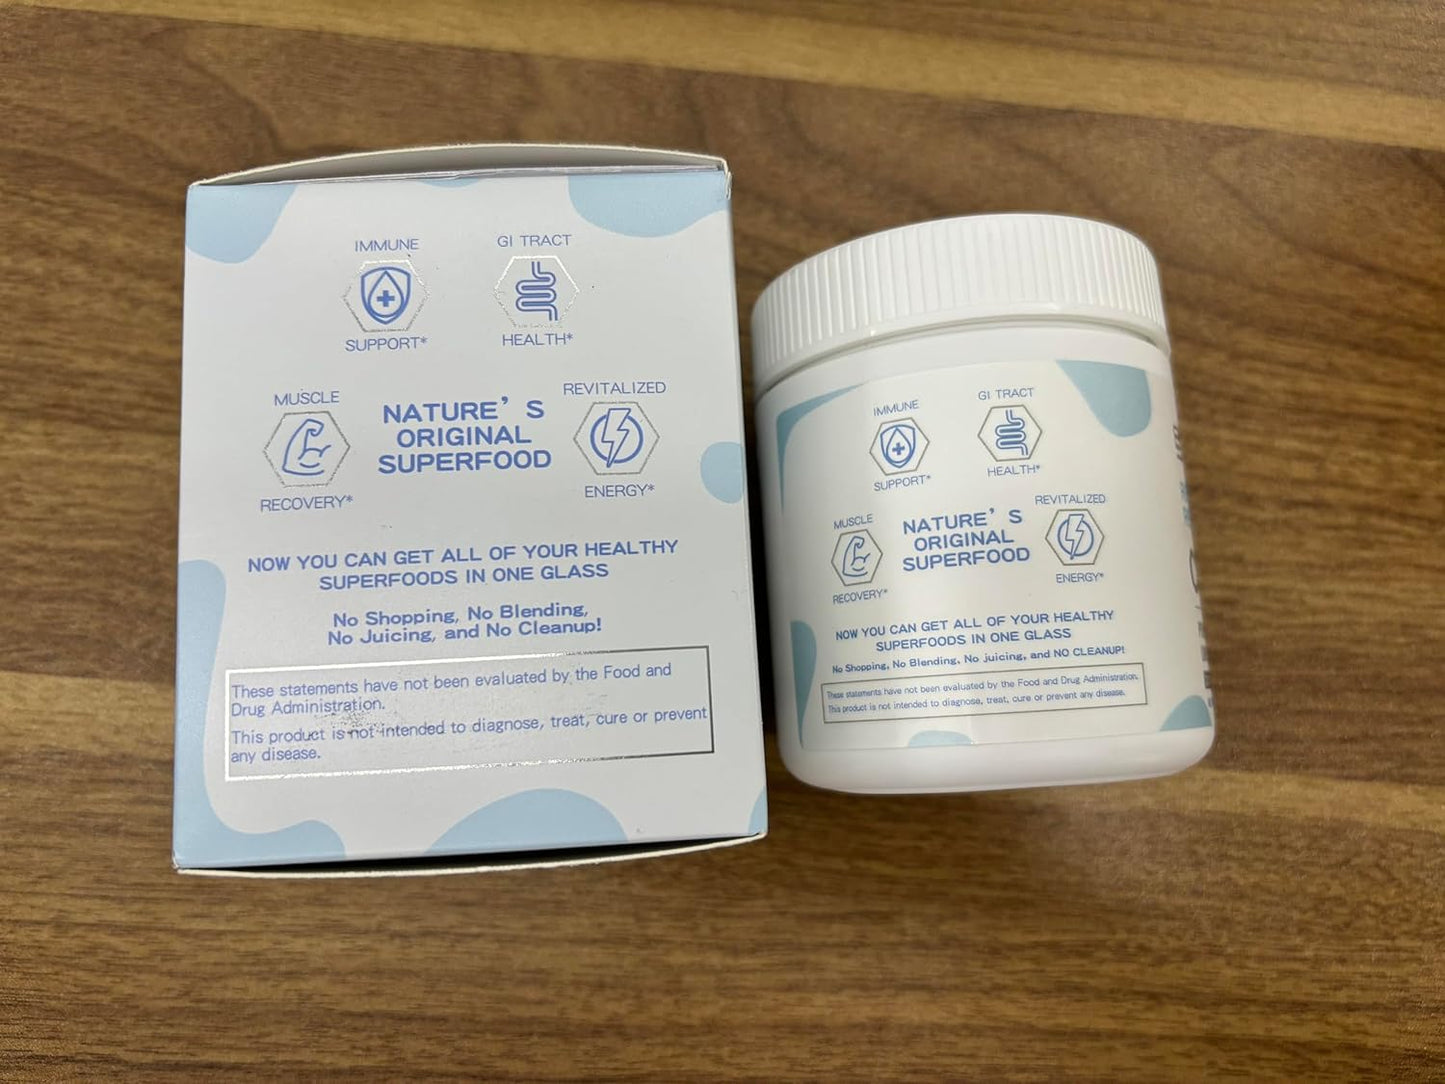 IMMUNE
SUPPORT*
GI TRACT
HEALTH*
MUSCLE
RECOVERY*
NATURE’S
ORIGINAL
SUPERFOOD
REVITALIZED
ENERGY*
NOW YOU CAN GET ALL OF YOUR HEALTHY
SUPERFOODS IN ONE GLASS
No Shopping, No Blending,
No Juicing, and No Cleanup!
These statements have not been evaluated by the Food and
Drug Administration.
This product is not intended to diagnose, treat, cure or prevent
any disease.
IMMUNE
SUPPORT*
GI TRACT
HEALTH*
MUSCLE
RECOVERY*
NATURE’S
ORIGINAL
SUPERFOOD
REVITALIZED
ENERGY*
NOW YOU CAN GET ALL OF YOUR HEALTHY
SUPERFOODS IN ONE GLASS
No Shopping, No Blending, No juicing, and NO CLEANUP!
These statements have not been evaluated by the Food and Drug Administration.
This product is not intended to diagnose, treat, cure or prevent any disease.